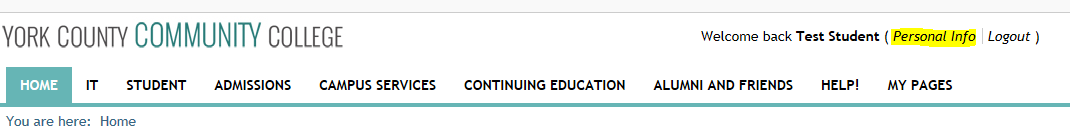 YORK COUNTY COMMUNITY COLLEGE
Welcome back Test Student ( Personal Info | Logout )
HOME IT STUDENT ADMISSIONS CAMPUS SERVICES CONTINUING EDUCATION ALUMNI AND FRIENDS HELP! MY PAGES
You are here: Home